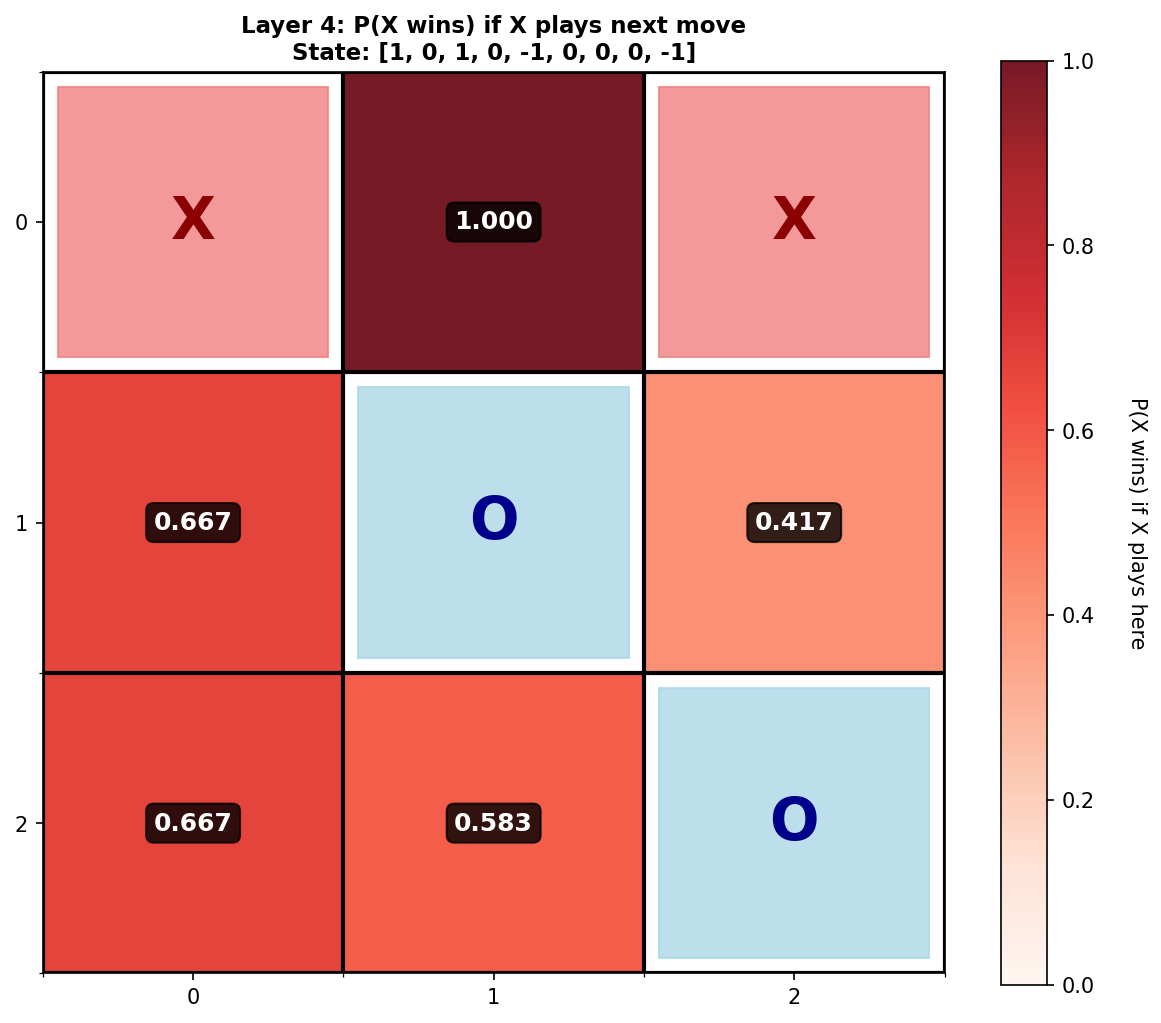 Layer 4: P(X wins) if X plays next move
State: [1, 0, 1, 0, -1, 0, 0, 0, -1]
0
X
1.000
X
1
0.667
O
0.417
2
0.667
0.583
O
0
1
2
1.0
0.8
0.6
0.4
0.2
0.0
P(X wins) if X plays here